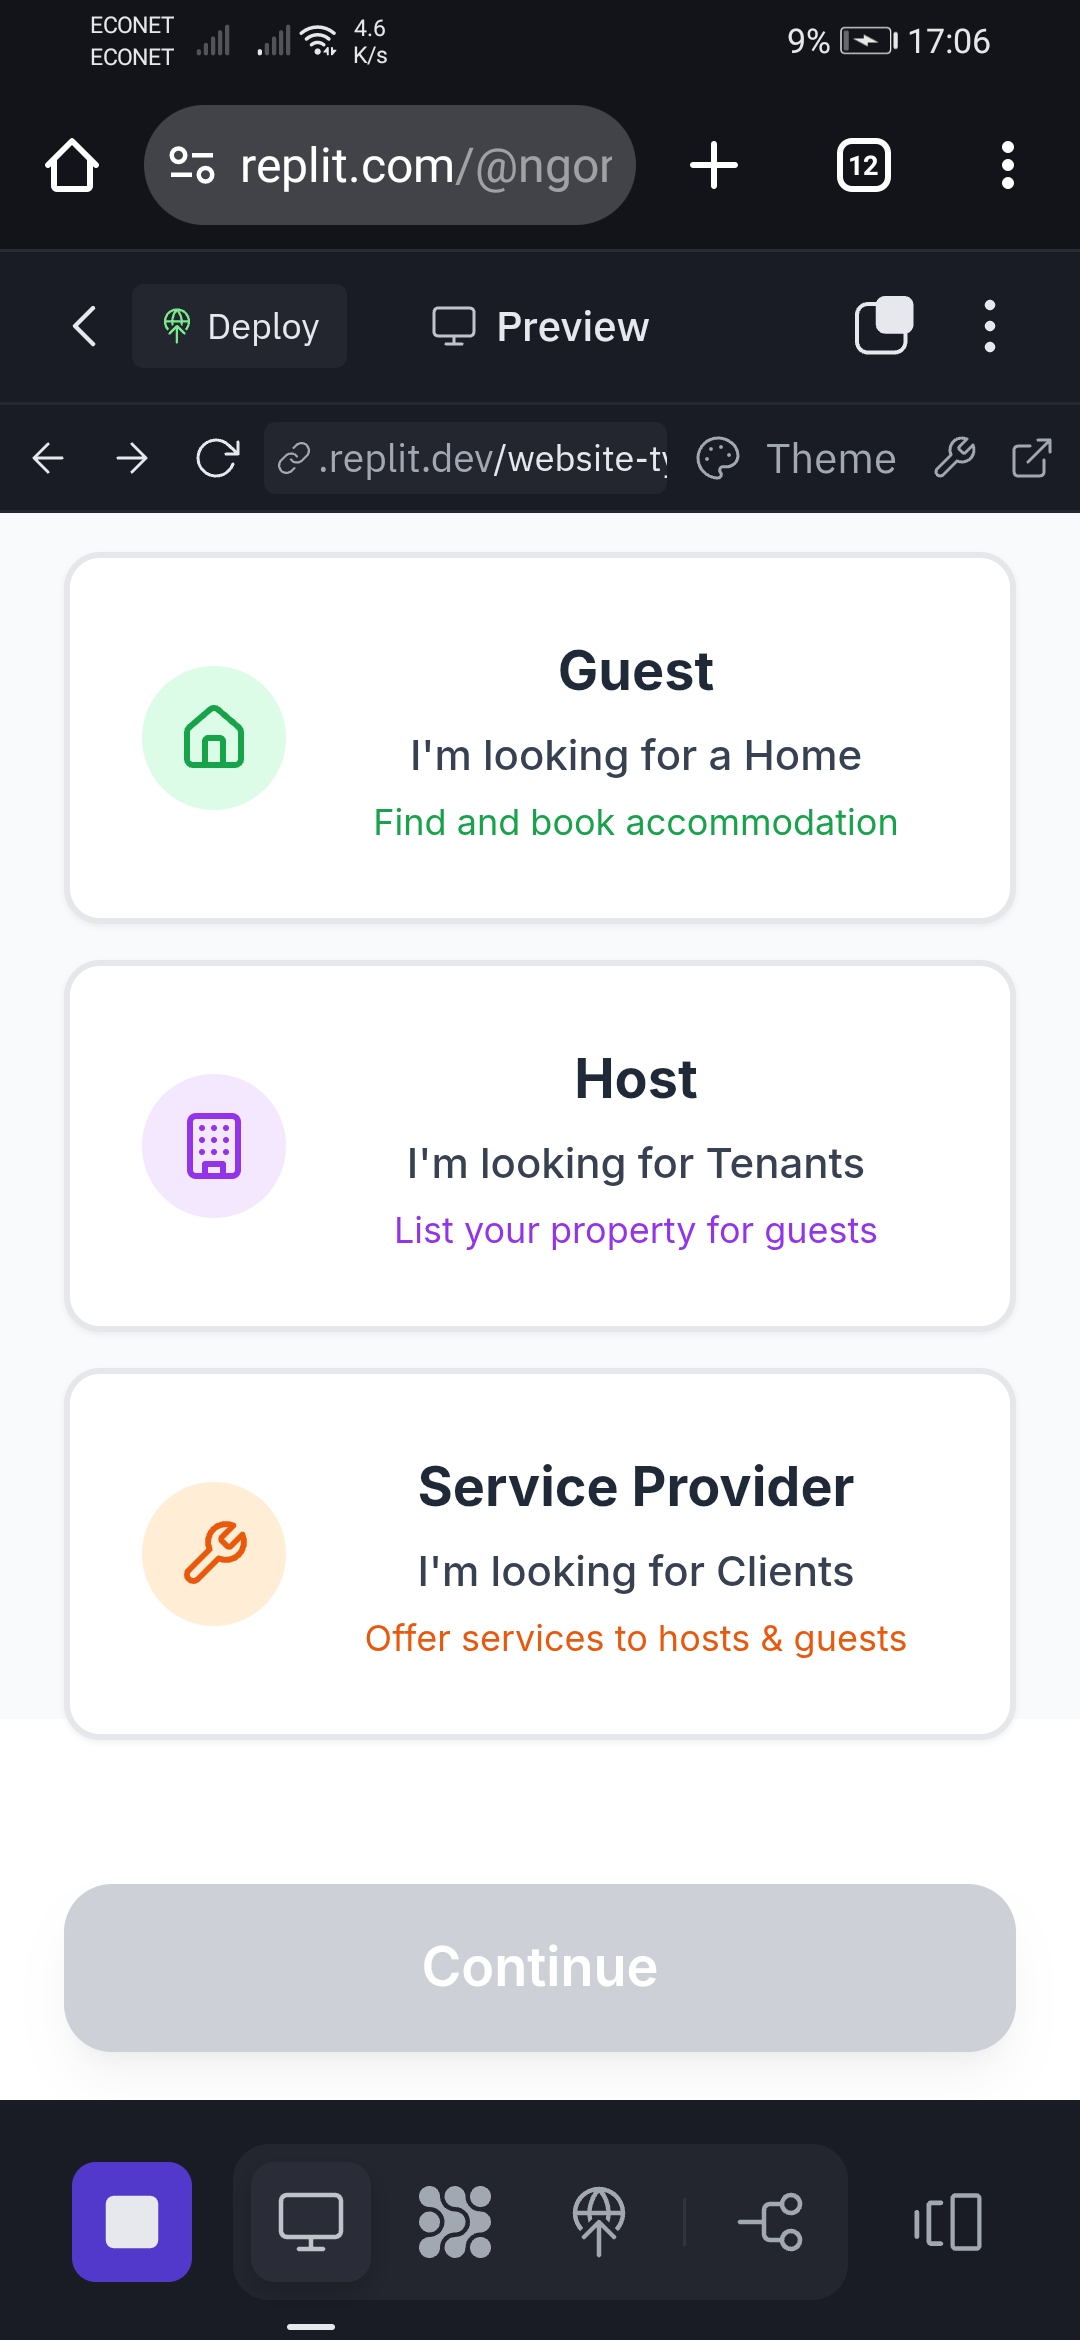 ECONET
ECONET
4.6
K/s
9%
17:06
replit.com/@ngor
12
Deploy
Preview
.replit.dev/website-ty
Theme
Guest
I'm looking for a Home
Find and book accommodation
Host
I'm looking for Tenants
List your property for guests
Service Provider
I'm looking for Clients
Offer services to hosts & guests
Continue